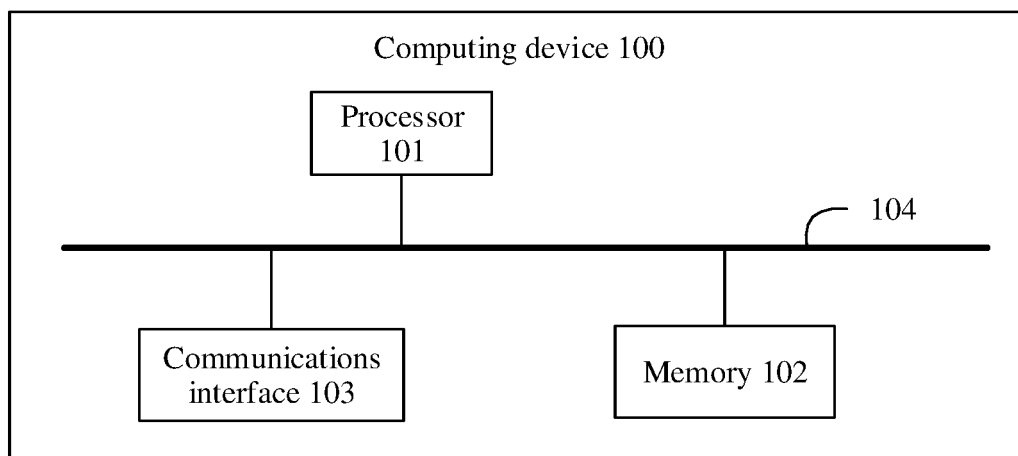 Computing device 100
Processor
101
104
Communications
interface 103
Memory 102